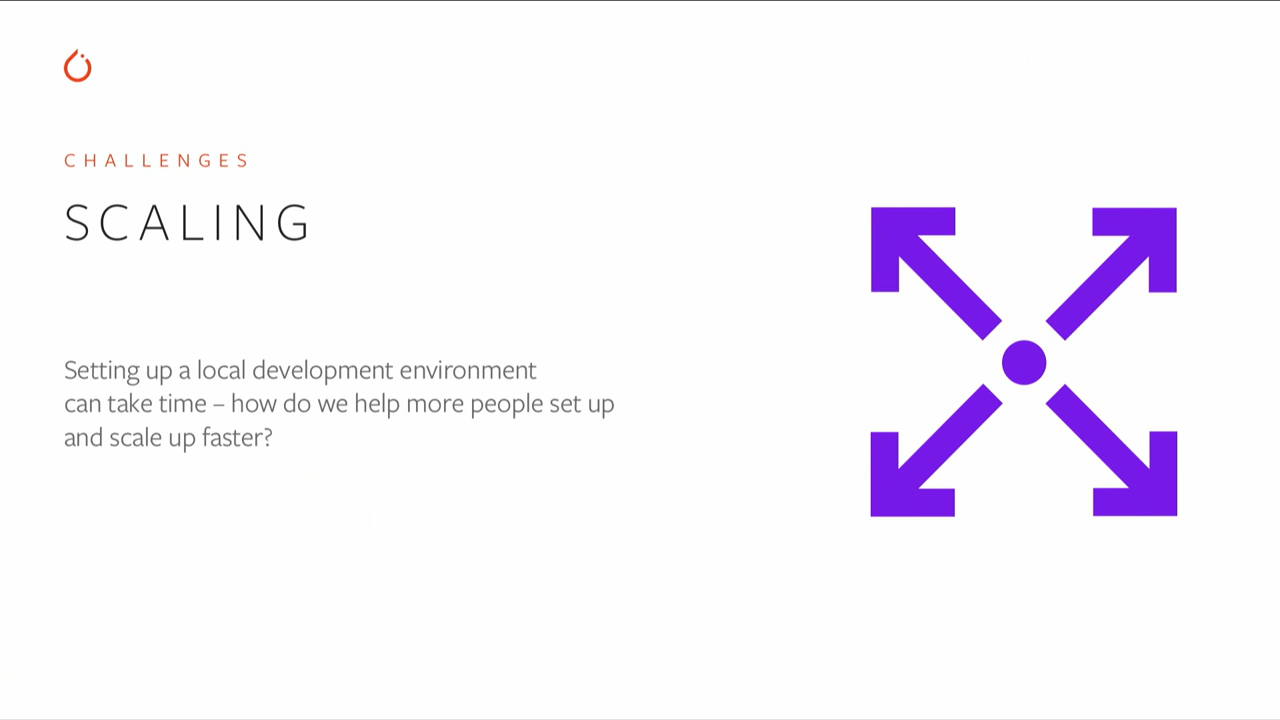 CHALLENGES
SCALING
Setting up a local development environment
can take time – how do we help more people set up
and scale up faster?